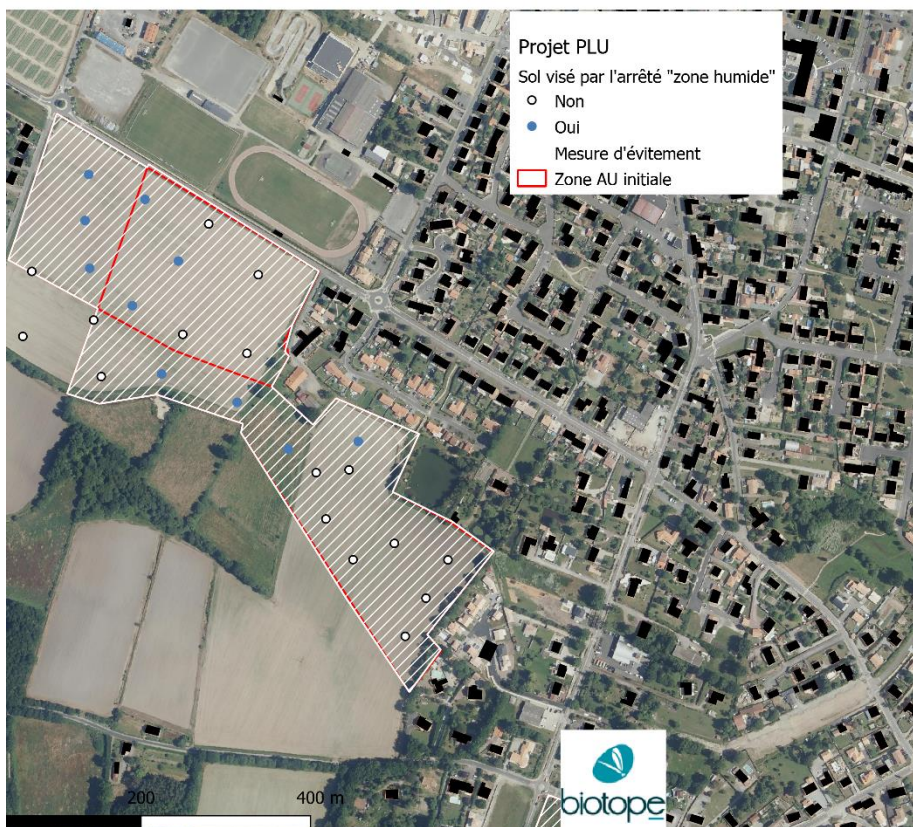 Projet PLU
Sol visé par l'arrêté "zone humide"
Non
Oui
Mesure d'évitement
Zone AU initiale
200
400 m
biotope